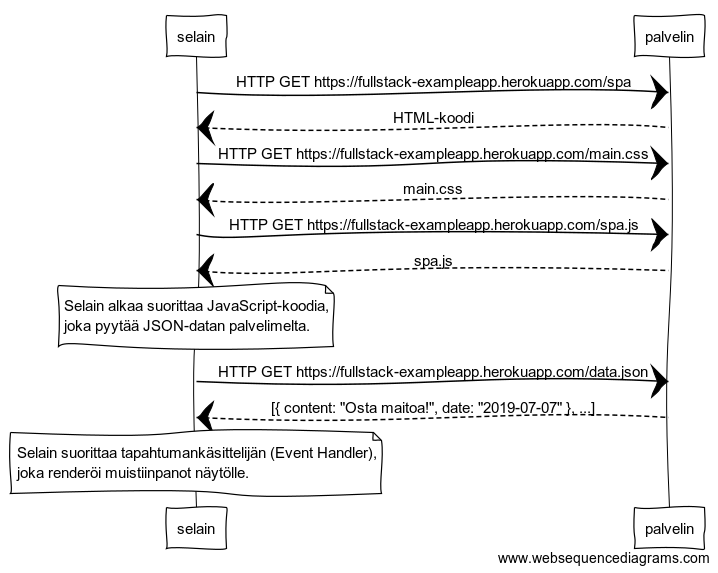 selain
palvelin
HTTP GET https://fullstack-exampleapp.herokuapp.com/spa
HTML-koodi
HTTP GET https://fullstack-exampleapp.herokuapp.com/main.css
main.css
HTTP GET https://fullstack-exampleapp.herokuapp.com/spa.js
spa.js
Selain alkaa suorittaa JavaScript-koodia,
joka pyytää JSON-datan palvelimelta.
HTTP GET https://fullstack-exampleapp.herokuapp.com/data.json
[{ content: "Osta maitoa!", date: "2019-07-07" }, ...]
Selain suorittaa tapahtumankäsittelijän (Event Handler),
joka renderöi muistiinpanot näytölle.
selain
palvelin
www.websequencediagrams.com